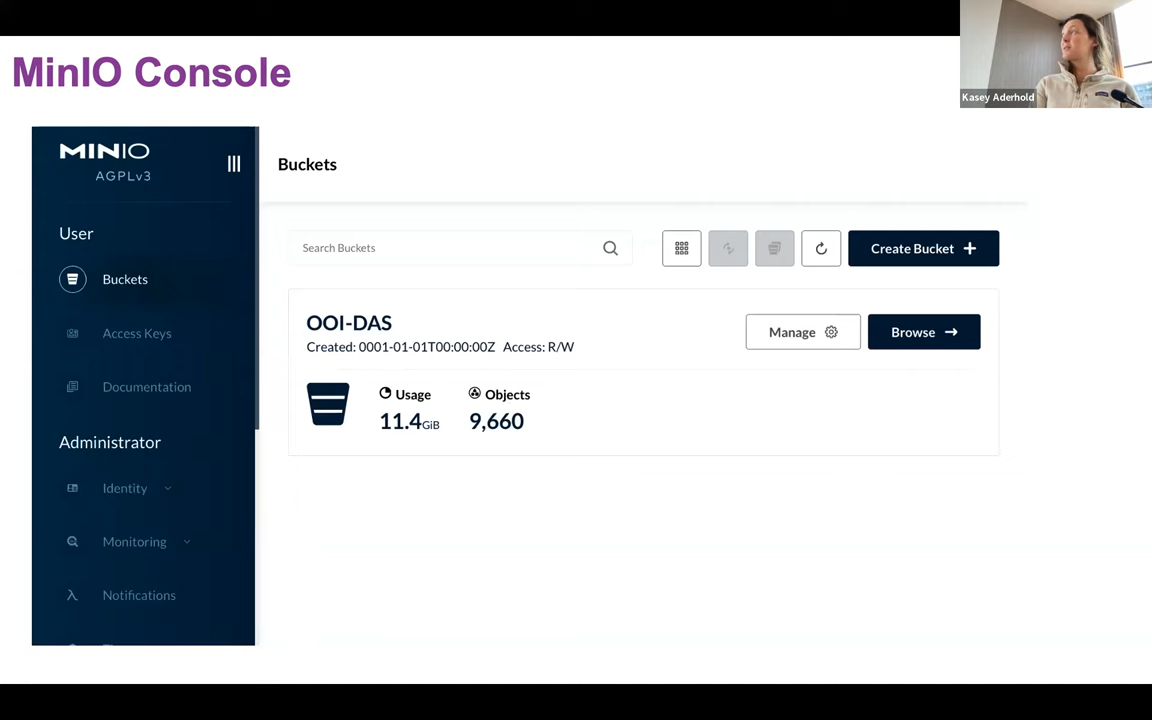 MinIO Console
Kasey Aderhold
MINIO
AGPLv3
User
Buckets
Access Keys
Documentation
Administrator
Identity
Monitoring
Notifications
Buckets
Search Buckets
Create Bucket +
OOI-DAS
Created: 0001-01-01T00:00:00Z Access: R/W
Manage
Browse
Usage
11.4GiB
Objects
9,660